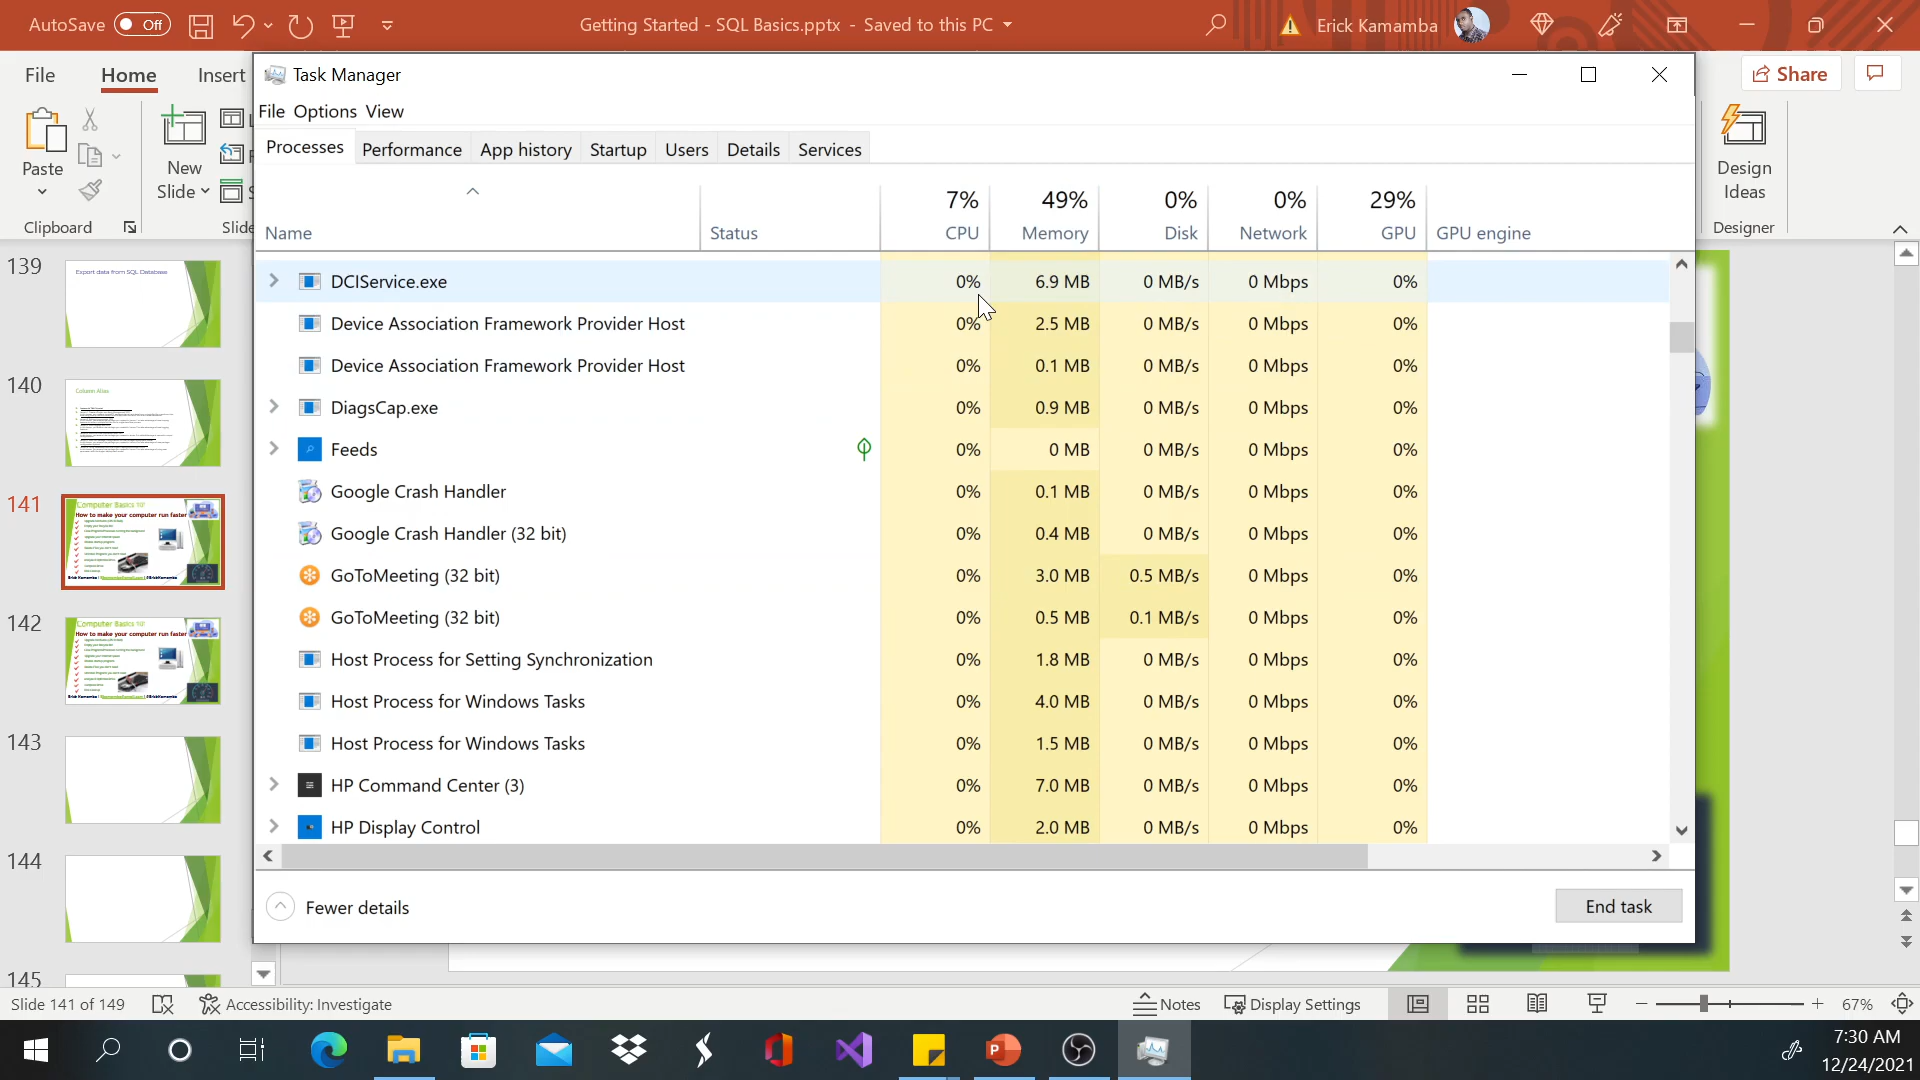 AutoSave Off
Getting Started - SQL Basics.pptx - Saved to this PC
Erick Kamamba
File Home Insert
Share
Paste
Clipboard
New
Slide
Slide
Design
Ideas
Designer
Task Manager
File Options View
Processes Performance App history Startup Users Details Services
7% 49% 0% 0% 29%
Name Status CPU Memory Disk Network GPU GPU engine
DCIService.exe 0% 6.9 MB 0 MB/s 0 Mbps 0%
Device Association Framework Provider Host 0% 2.5 MB 0 MB/s 0 Mbps 0%
Device Association Framework Provider Host 0% 0.1 MB 0 MB/s 0 Mbps 0%
DiagsCap.exe 0% 0.9 MB 0 MB/s 0 Mbps 0%
Feeds 0% 0 MB 0 MB/s 0 Mbps 0%
Google Crash Handler 0% 0.1 MB 0 MB/s 0 Mbps 0%
Google Crash Handler (32 bit) 0% 0.4 MB 0 MB/s 0 Mbps 0%
GoToMeeting (32 bit) 0% 3.0 MB 0.5 MB/s 0 Mbps 0%
GoToMeeting (32 bit) 0% 0.5 MB 0.1 MB/s 0 Mbps 0%
Host Process for Setting Synchronization 0% 1.8 MB 0 MB/s 0 Mbps 0%
Host Process for Windows Tasks 0% 4.0 MB 0 MB/s 0 Mbps 0%
Host Process for Windows Tasks 0% 1.5 MB 0 MB/s 0 Mbps 0%
HP Command Center (3) 0% 7.0 MB 0 MB/s 0 Mbps 0%
HP Display Control 0% 2.0 MB 0 MB/s 0 Mbps 0%
Fewer details
End task
139
Export data from SQL Database
140
Column Alias
141
Computer Basics 101
How to make your computer run faster
142
Computer Basics 101
How to make your computer run faster
143
144
145
Slide 141 of 149 Accessibility: Investigate
Notes Display Settings 67%
7:30 AM
12/24/2021